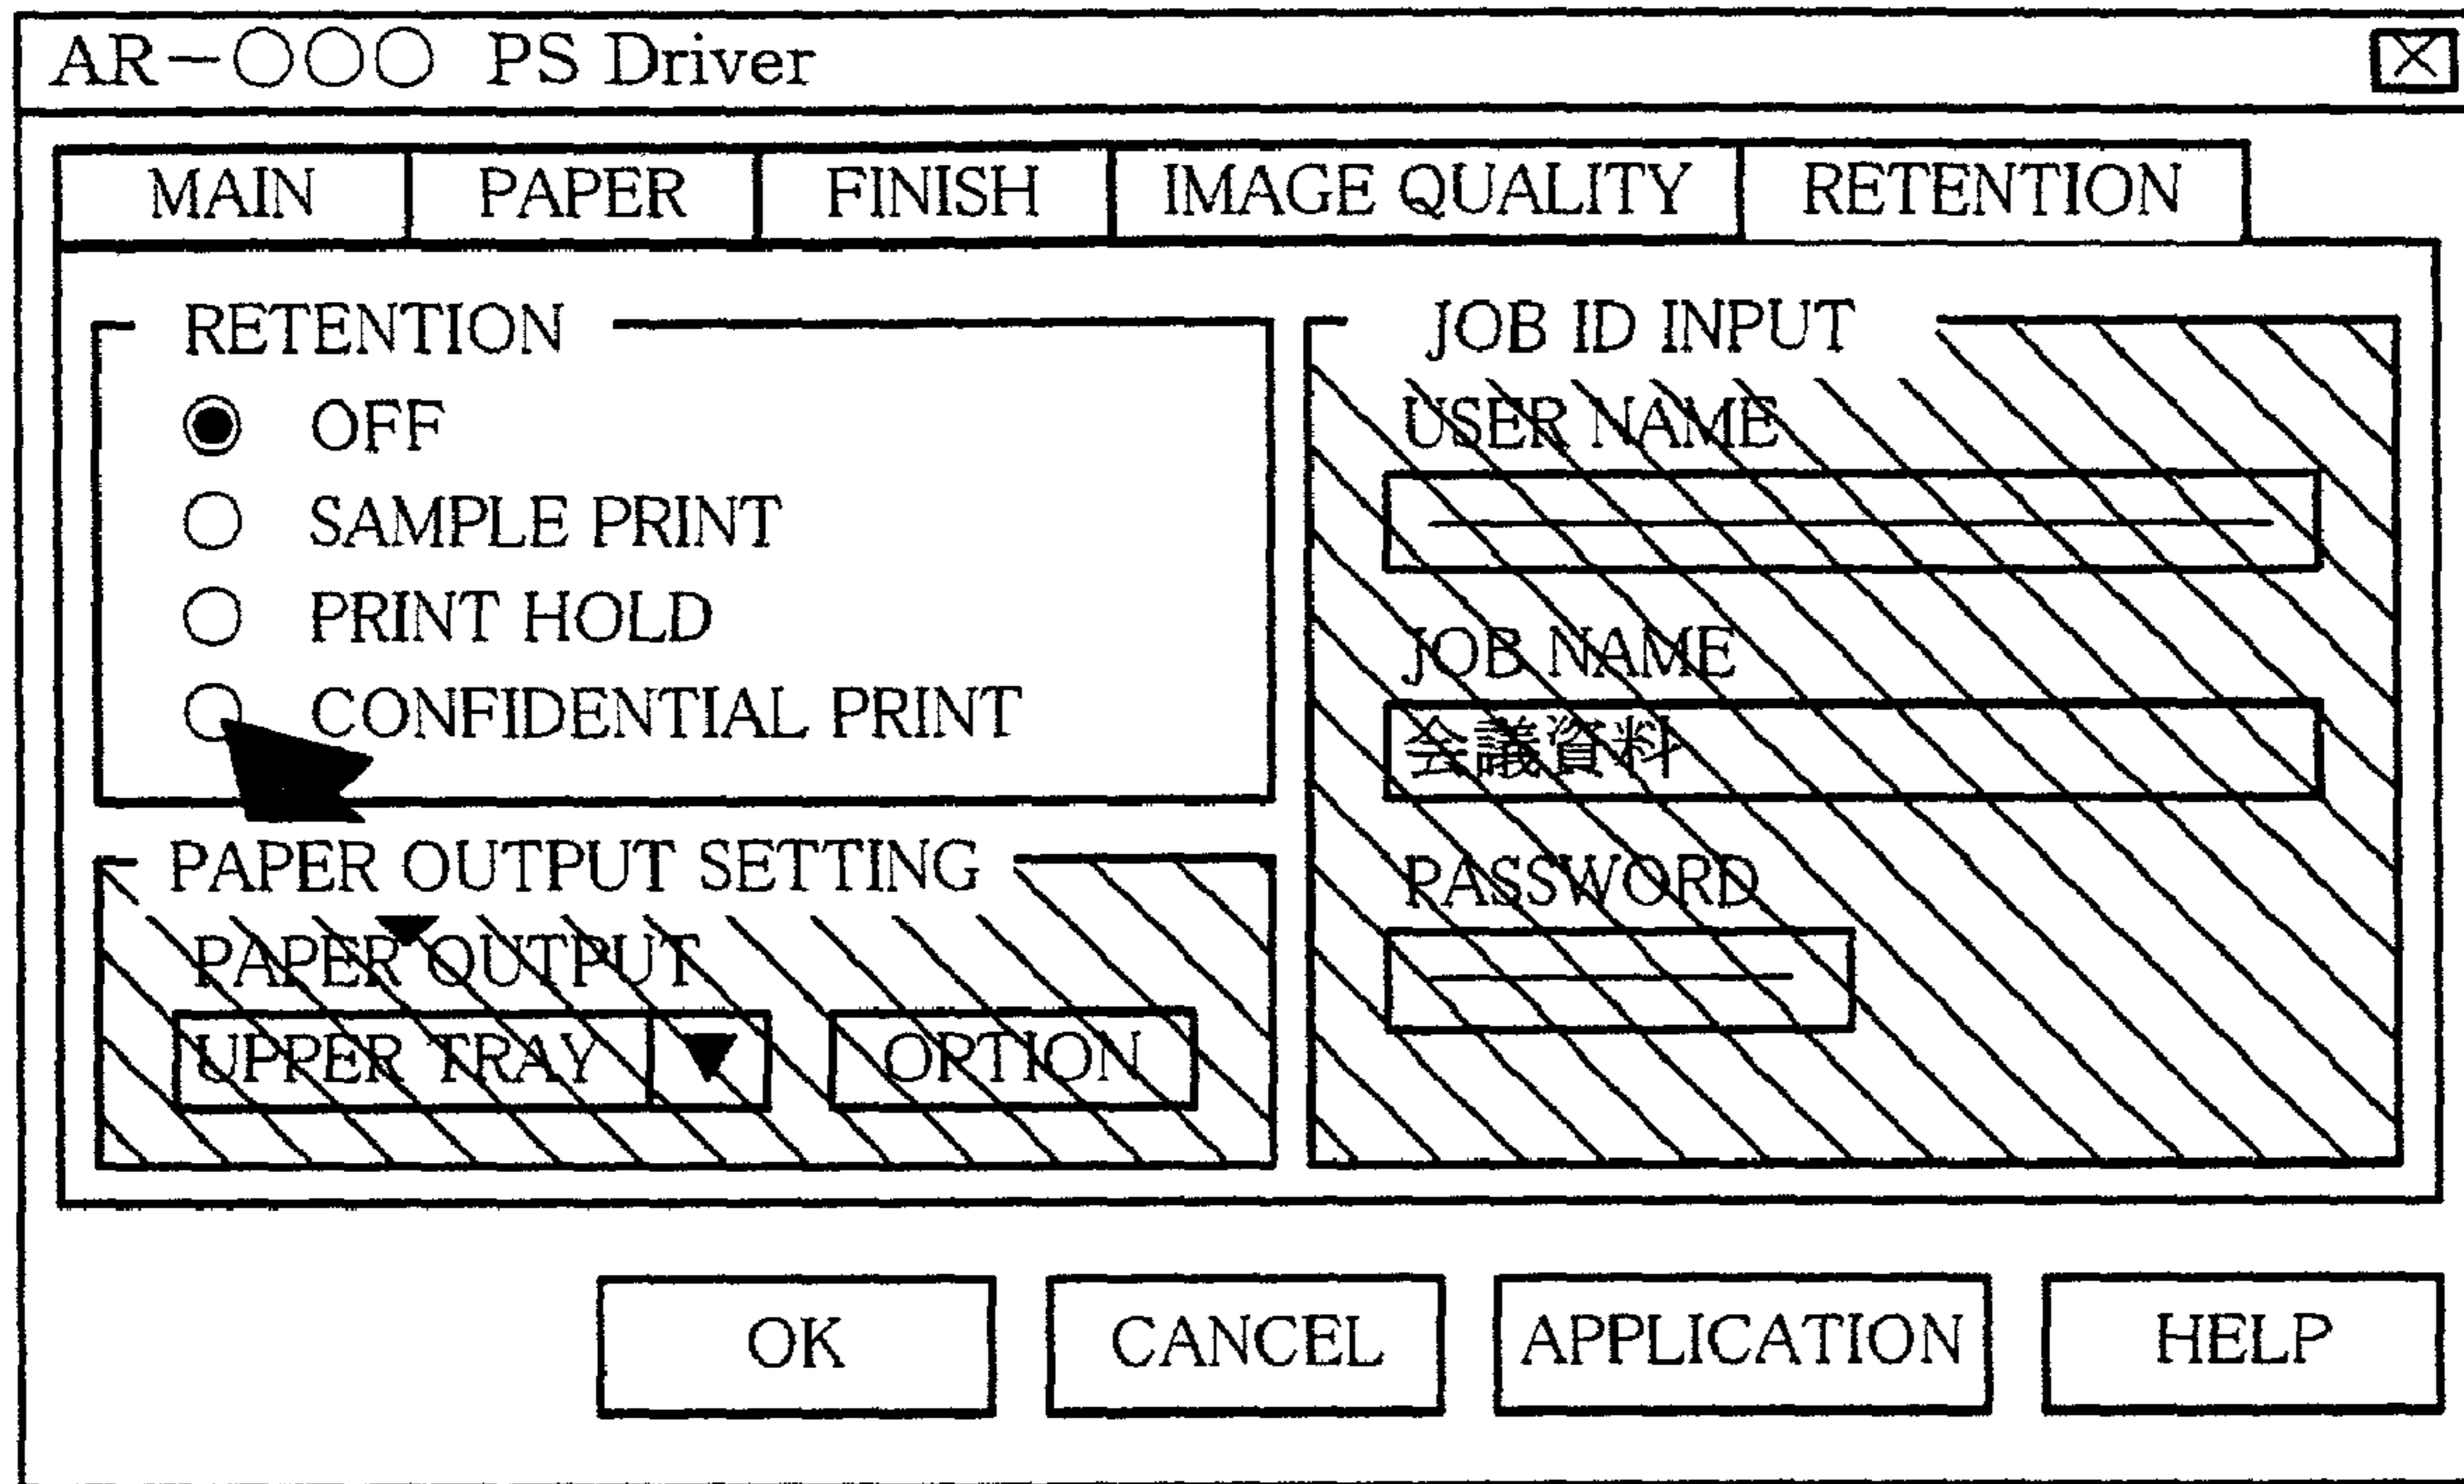 AR-○○○ PS Driver
MAIN PAPER FINISH IMAGE QUALITY RETENTION
RETENTION
OFF
SAMPLE PRINT
PRINT HOLD
CONFIDENTIAL PRINT
PAPER OUTPUT SETTING
PAPER OUTPUT
UPPER TRAY
OPTION
JOB ID INPUT
USER NAME
JOB NAME
会議資料
PASSWORD
OK CANCEL APPLICATION HELP